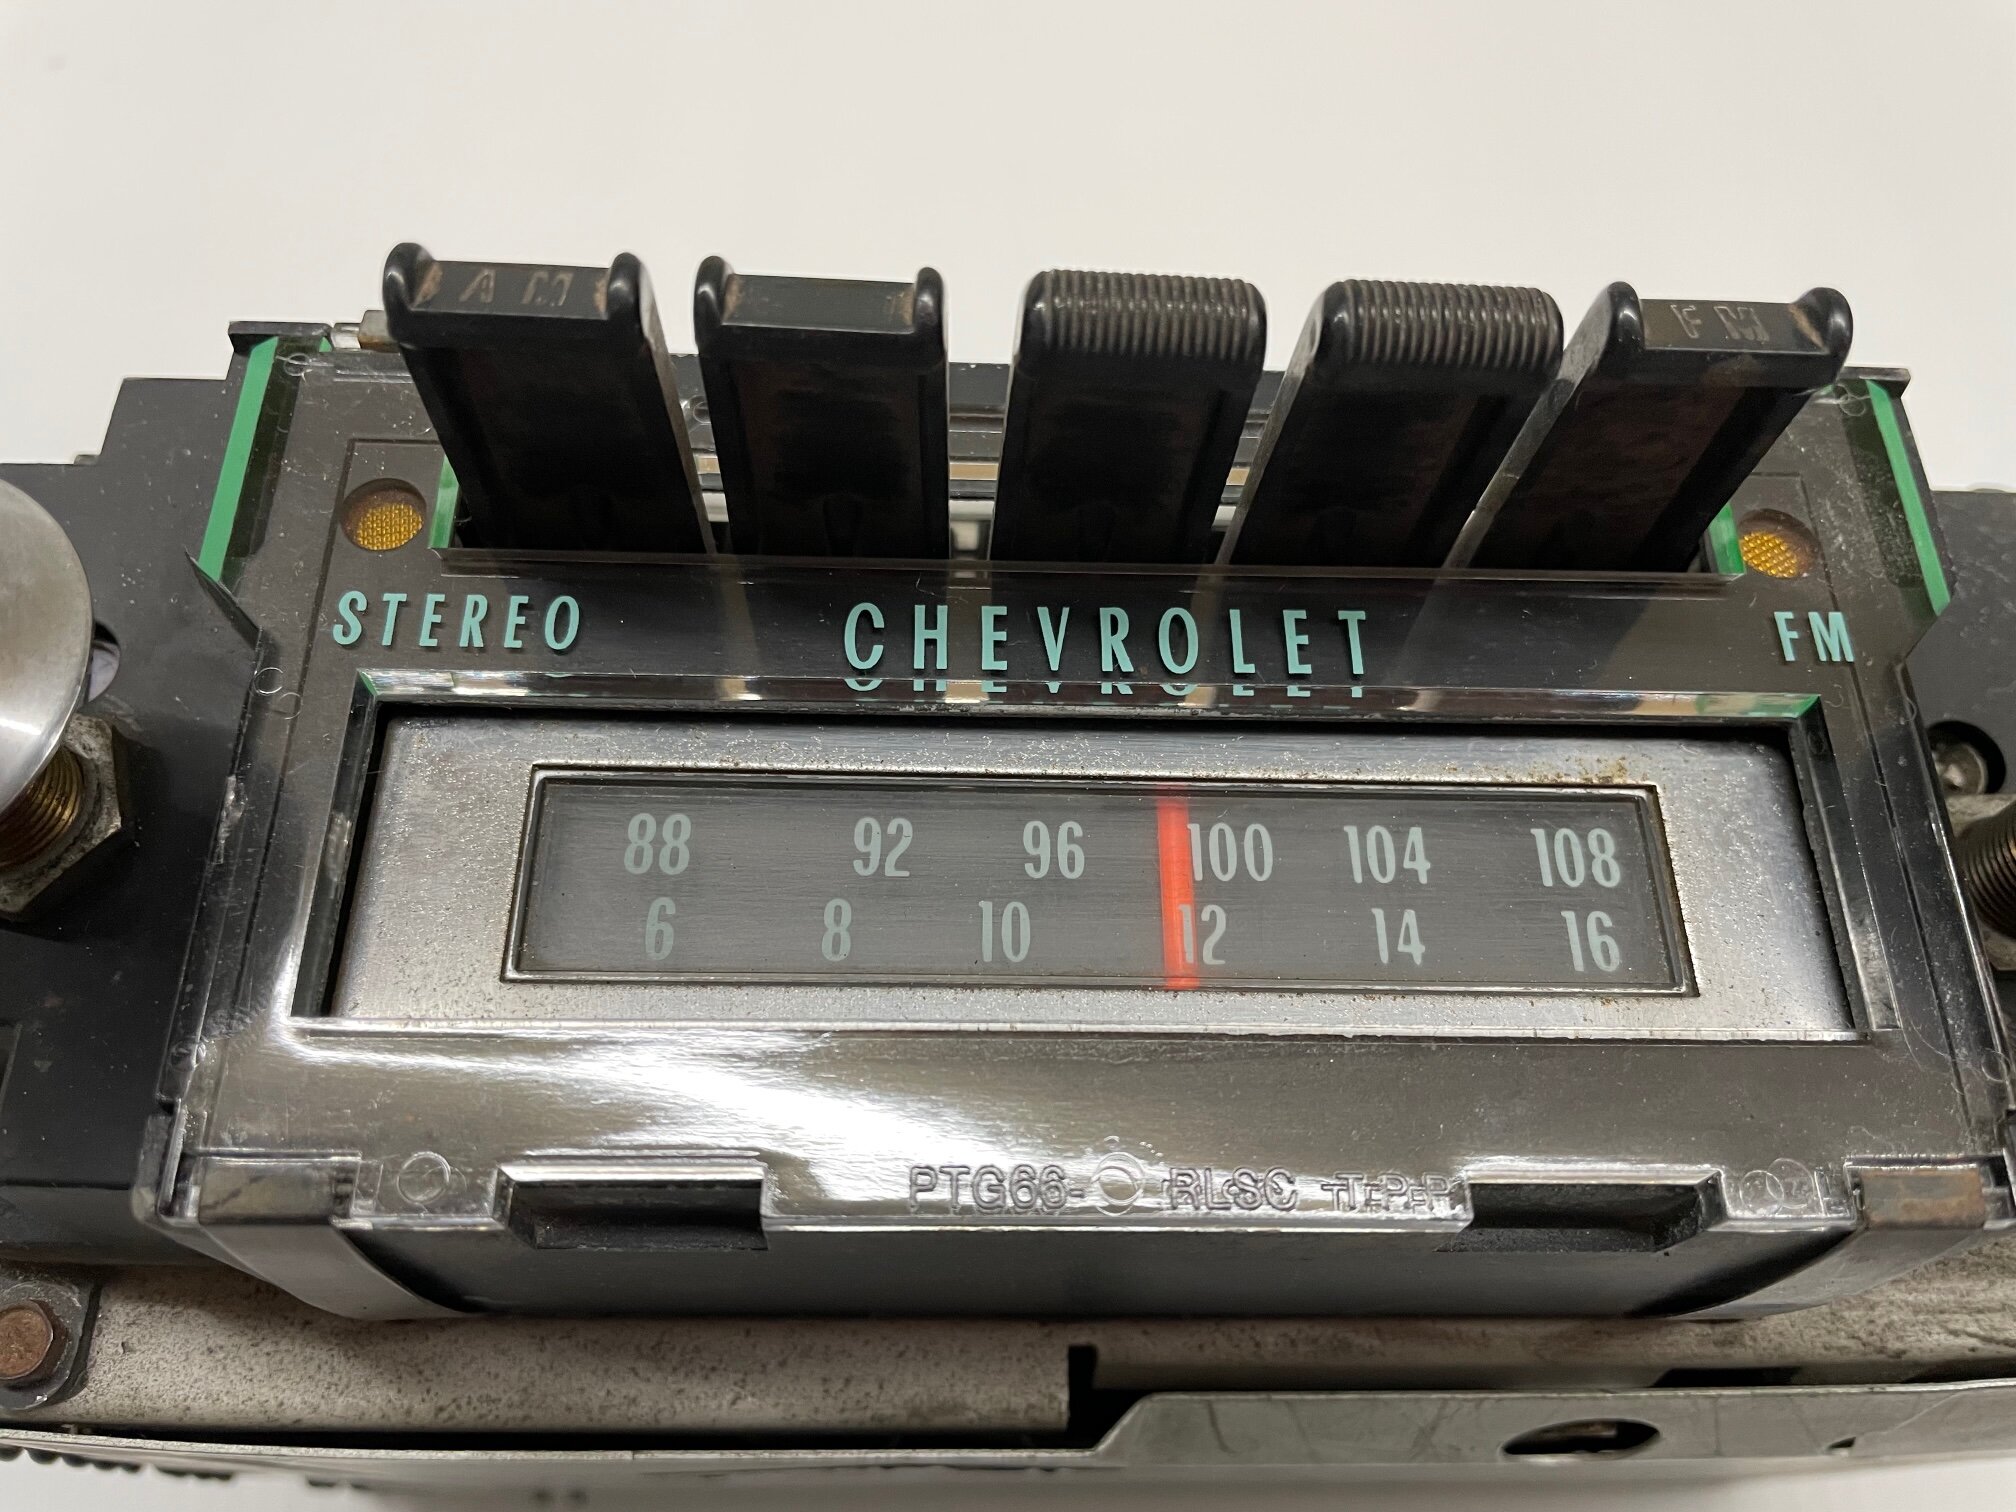 AM
FM
STEREO CHEVROLET FM
88 92 96 100 104 108
6 8 10 12 14 16
PTG66- RLSC